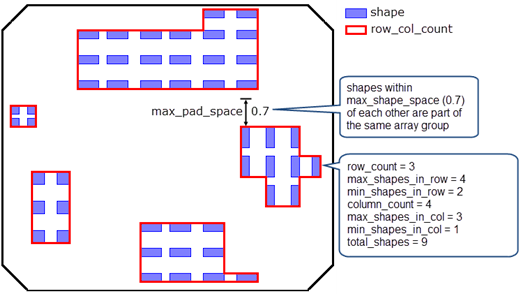 shape
row_col_count
max_pad_space 0.7
shapes within
max_shape_space (0.7)
of each other are part of
the same array group
row_count = 3
max_shapes_in_row = 4
min_shapes_in_row = 2
column_count = 4
max_shapes_in_col = 3
min_shapes_in_col = 1
total_shapes = 9